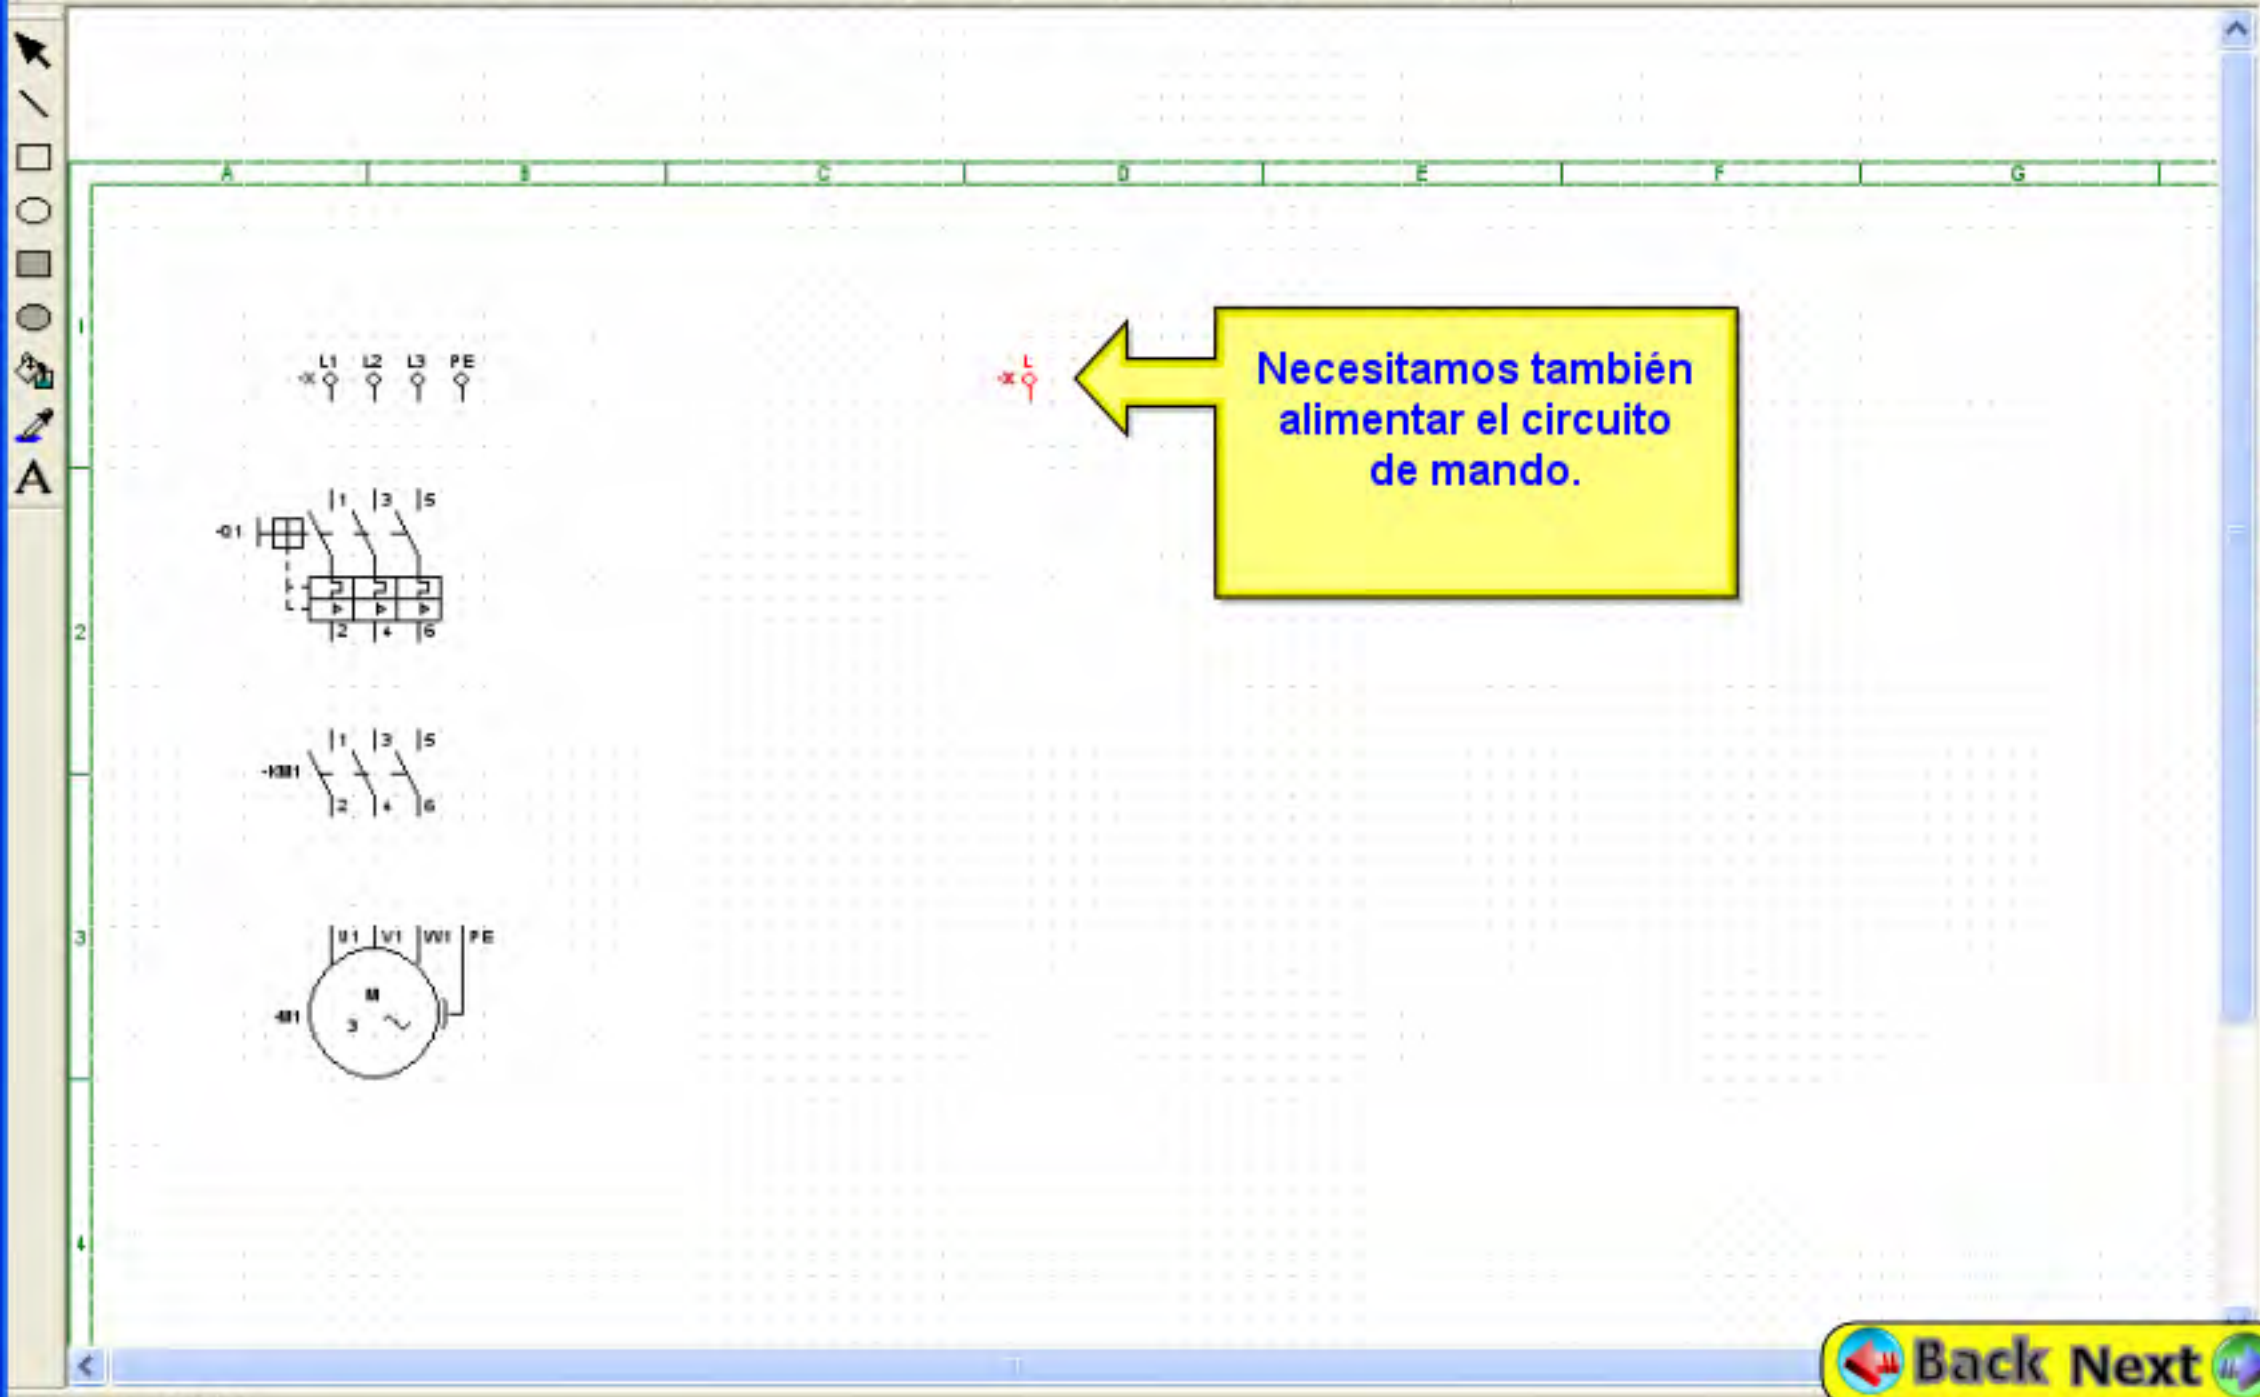 A B C D E F G
1
L1 L2 L3 PE
-X
L
-X
Necesitamos también
alimentar el circuito
de mando.
A
1 3 5
-Q1
2 4 6
2
1 3 5
-KM1
2 4 6
3
U1 V1 W1 PE
M
3
-M1
4
Back Next